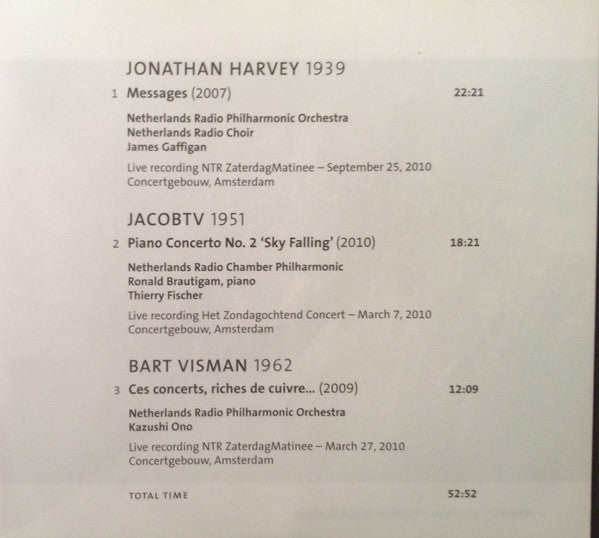 JONATHAN HARVEY 1939
1 Messages (2007) 22:21
Netherlands Radio Philharmonic Orchestra
Netherlands Radio Choir
James Gaffigan
Live recording NTR ZaterdagMatinee – September 25, 2010
Concertgebouw, Amsterdam
JACOBTV 1951
2 Piano Concerto No. 2 ‘Sky Falling’ (2010) 18:21
Netherlands Radio Chamber Philharmonic
Ronald Brautigam, piano
Thierry Fischer
Live recording Het Zondagochtend Concert – March 7, 2010
Concertgebouw, Amsterdam
BART VISMAN 1962
3 Ces concerts, riches de cuivre... (2009) 12:09
Netherlands Radio Philharmonic Orchestra
Kazushi Ono
Live recording NTR ZaterdagMatinee – March 27, 2010
Concertgebouw, Amsterdam
TOTAL TIME 52:52